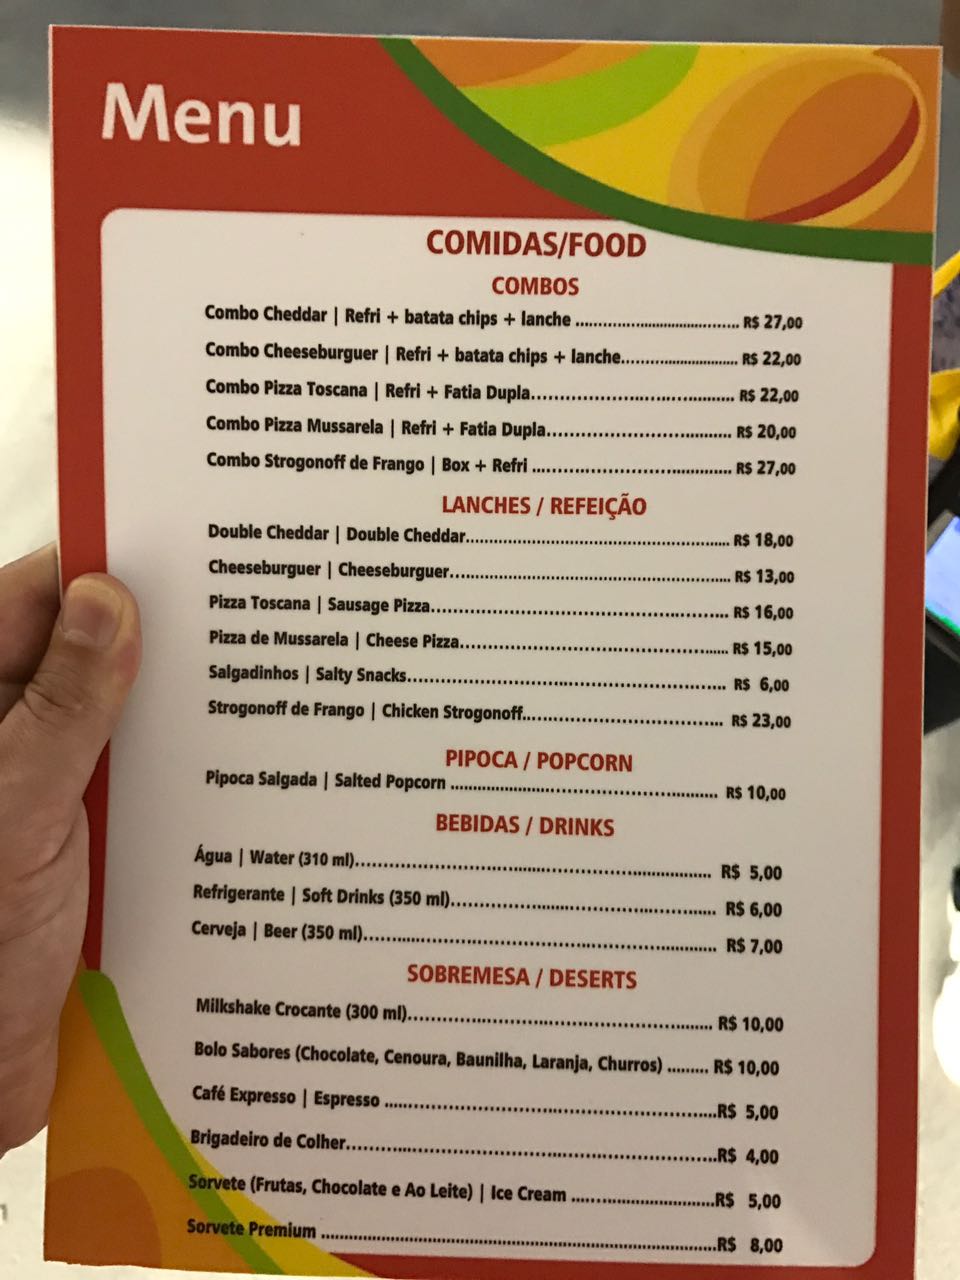 Menu
COMIDAS/FOOD
COMBOS
Combo Cheddar | Refri + batata chips + lanche ........................................ R$ 27,00
Combo Cheeseburguer | Refri + batata chips + lanche........................... R$ 22,00
Combo Pizza Toscana | Refri + Fatia Dupla........................................... R$ 22,00
Combo Pizza Mussarela | Refri + Fatia Dupla....................................... R$ 20,00
Combo Strogonoff de Frango | Box + Refri .......................................... R$ 27,00
LANCHES / REFEIÇÃO
Double Cheddar | Double Cheddar........................................................ R$ 18,00
Cheeseburguer | Cheeseburguer............................................................ R$ 13,00
Pizza Toscana | Sausage Pizza............................................................... R$ 16,00
Pizza de Mussarela | Cheese Pizza......................................................... R$ 15,00
Salgadinhos | Salty Snacks.................................................................... R$ 6,00
Strogonoff de Frango | Chicken Strogonoff.......................................... R$ 23,00
PIPOCA / POPCORN
Pipoca Salgada | Salted Popcorn .......................................................... R$ 10,00
BEBIDAS / DRINKS
Água | Water (310 ml)............................................................................ R$ 5,00
Refrigerante | Soft Drinks (350 ml)........................................................ R$ 6,00
Cerveja | Beer (350 ml).......................................................................... R$ 7,00
SOBREMESA / DESERTS
Milkshake Crocante (300 ml)................................................................ R$ 10,00
Bolo Sabores (Chocolate, Cenoura, Baunilha, Laranja, Churros) ......... R$ 10,00
Café Expresso | Espresso ......................................................................R$ 5,00
Brigadeiro de Colher.............................................................................R$ 4,00
Sorvete (Frutas, Chocolate e Ao Leite) | Ice Cream ..............................R$ 5,00
Sorvete Premium ..................................................................................R$ 8,00